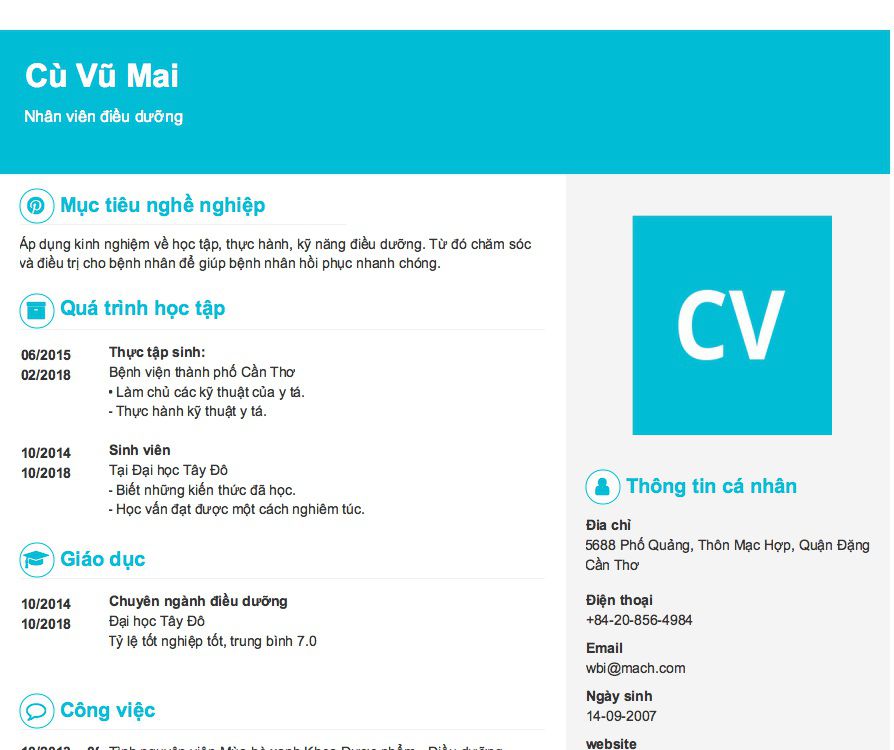 Cù Vũ Mai
Nhân viên điều dưỡng
Mục tiêu nghề nghiệp
Áp dụng kinh nghiệm về học tập, thực hành, kỹ năng điều dưỡng. Từ đó chăm sóc
và điều trị cho bệnh nhân để giúp bệnh nhân hồi phục nhanh chóng.
Quá trình học tập
06/2015
02/2018
Thực tập sinh:
Bệnh viện thành phố Cần Thơ
• Làm chủ các kỹ thuật của y tá.
- Thực hành kỹ thuật y tá.
10/2014
10/2018
Sinh viên
Tại Đại học Tây Đô
- Biết những kiến thức đã học.
- Học vấn đạt được một cách nghiêm túc.
Giáo dục
10/2014
10/2018
Chuyên ngành điều dưỡng
Đại học Tây Đô
Tỷ lệ tốt nghiệp tốt, trung bình 7.0
Công việc
CV
Thông tin cá nhân
Địa chỉ
5688 Phố Quảng, Thôn Mạc Hợp, Quận Đặng
Cần Thơ
Điện thoại
+84-20-856-4984
Email
wbi@mach.com
Ngày sinh
14-09-2007
website